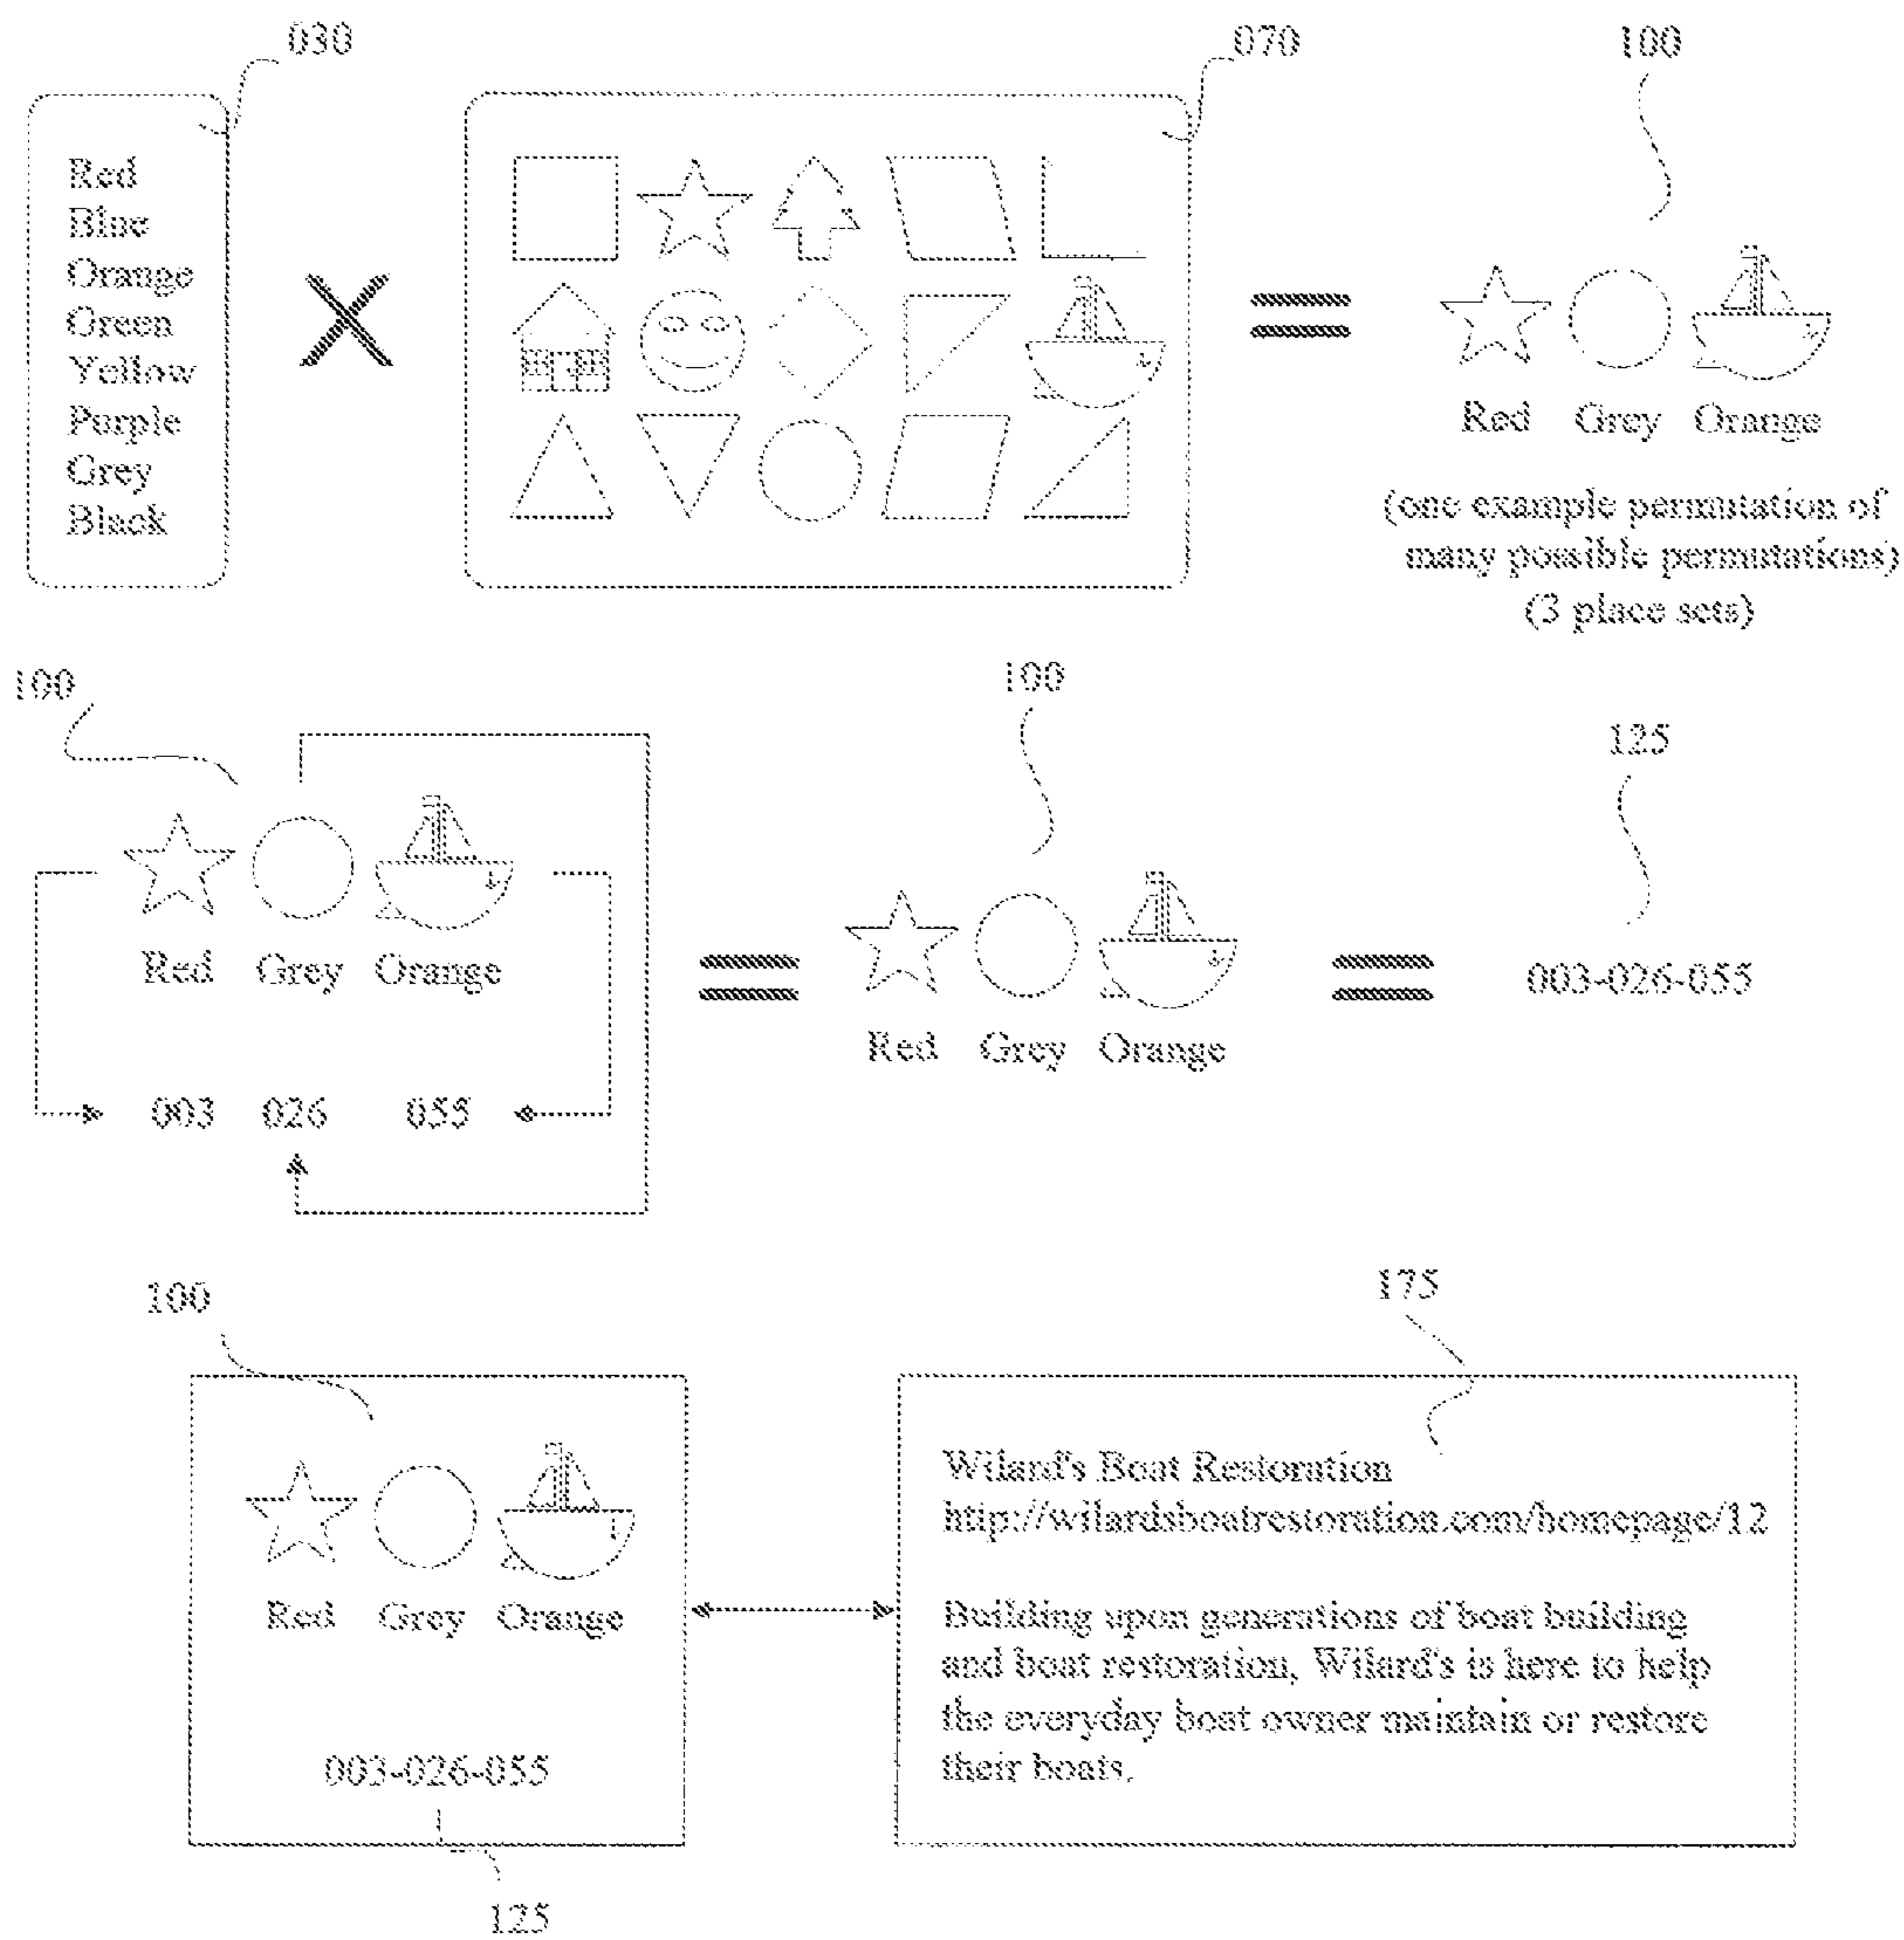 030
070
100
Red
Blue
Orange
Green
Yellow
Purple
Grey
Black
Red Grey Orange
(one example permutation of
many possible permutations)
(3 place sets)
100
100
125
Red Grey Orange
003 026 055
Red Grey Orange
003-026-055
100
175
Red Grey Orange
003-026-055
125
Wilard's Boat Restoration
http://wilardsboatrestoration.com/homepage/12
Building upon generations of boat building
and boat restoration, Wilard's is here to help
the everyday boat owner maintain or restore
their boats.